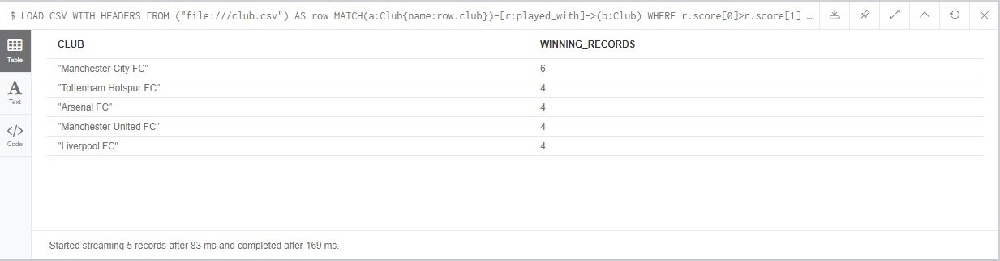 $ LOAD CSV WITH HEADERS FROM ("file:///club.csv") AS row MATCH(a:Club{name:row.club})-[r:played_with]->(b:Club) WHERE r.score[0]>r.score[1] …
Table
CLUB WINNING_RECORDS
"Manchester City FC" 6
"Tottenham Hotspur FC" 4
A
Text
"Arsenal FC" 4
"Manchester United FC" 4
</>
Code
"Liverpool FC" 4
Started streaming 5 records after 83 ms and completed after 169 ms.